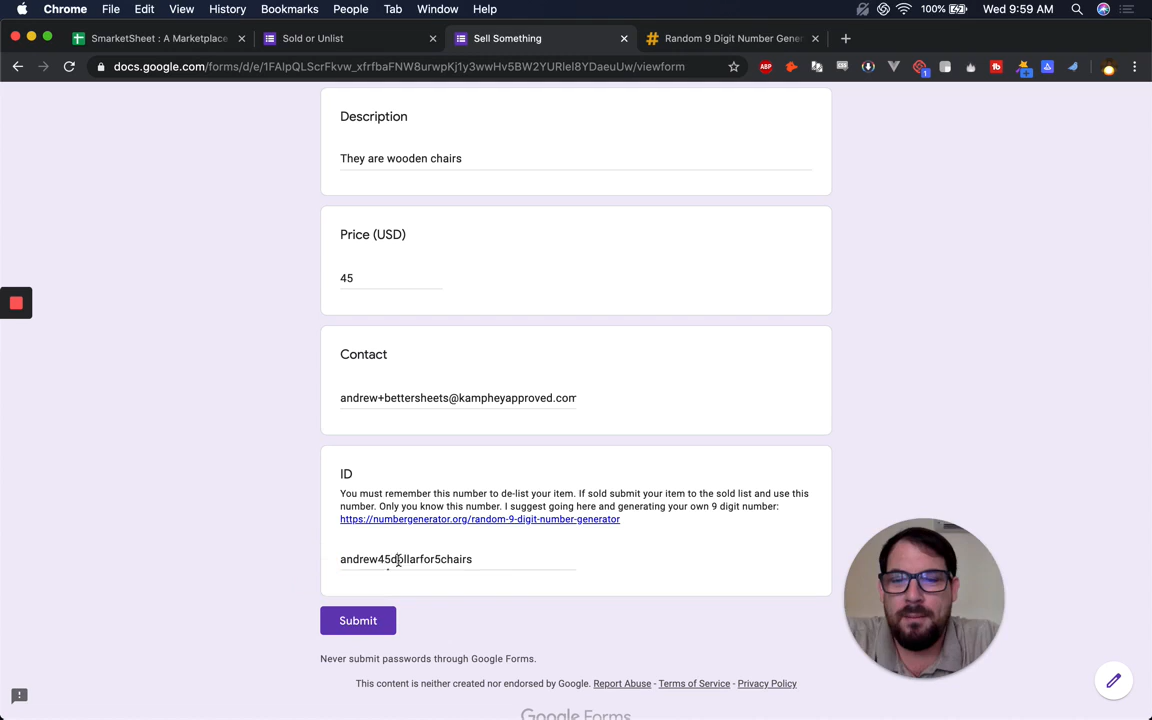 Chrome File Edit View History Bookmarks People Tab Window Help 100% Wed 9:59 AM
SmarketSheet : A Marketplace Sold or Unlist Sell Something Random 9 Digit Number Gener
docs.google.com/forms/d/e/1FAIpQLScrFkvw_xfrfbaFNW8urwpKj1y3wwHv5BW2YURIeI8YDaeuUw/viewform
Description
They are wooden chairs
Price (USD)
45
Contact
andrew+bettersheets@kampheyapproved.com
ID
You must remember this number to de-list your item. If sold submit your item to the sold list and use this
number. Only you know this number. I suggest going here and generating your own 9 digit number:
https://numbergenerator.org/random-9-digit-number-generator
andrew45dollarfor5chairs
Submit
Never submit passwords through Google Forms.
This content is neither created nor endorsed by Google. Report Abuse - Terms of Service - Privacy Policy
Google Forms